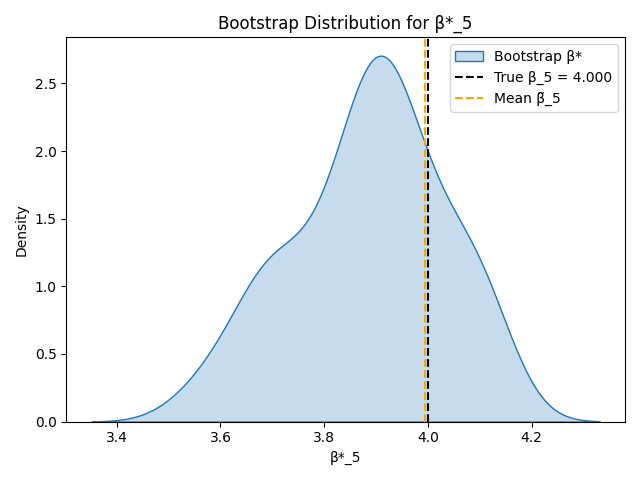 Bootstrap Distribution for β*_5
Bootstrap β*
True β_5 = 4.000
Mean β̂_5
Density
2.5
2.0
1.5
1.0
0.5
0.0
3.4 3.6 3.8 4.0 4.2
β*_5